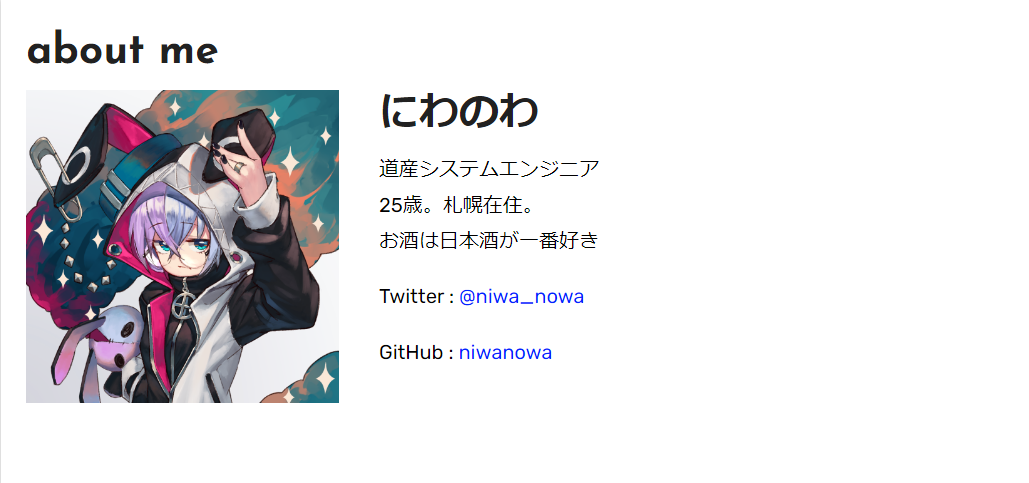 about me
にわのわ
道産システムエンジニア
25歳。札幌在住。
お酒は日本酒が一番好き
Twitter : @niwa_nowa
GitHub : niwanowa